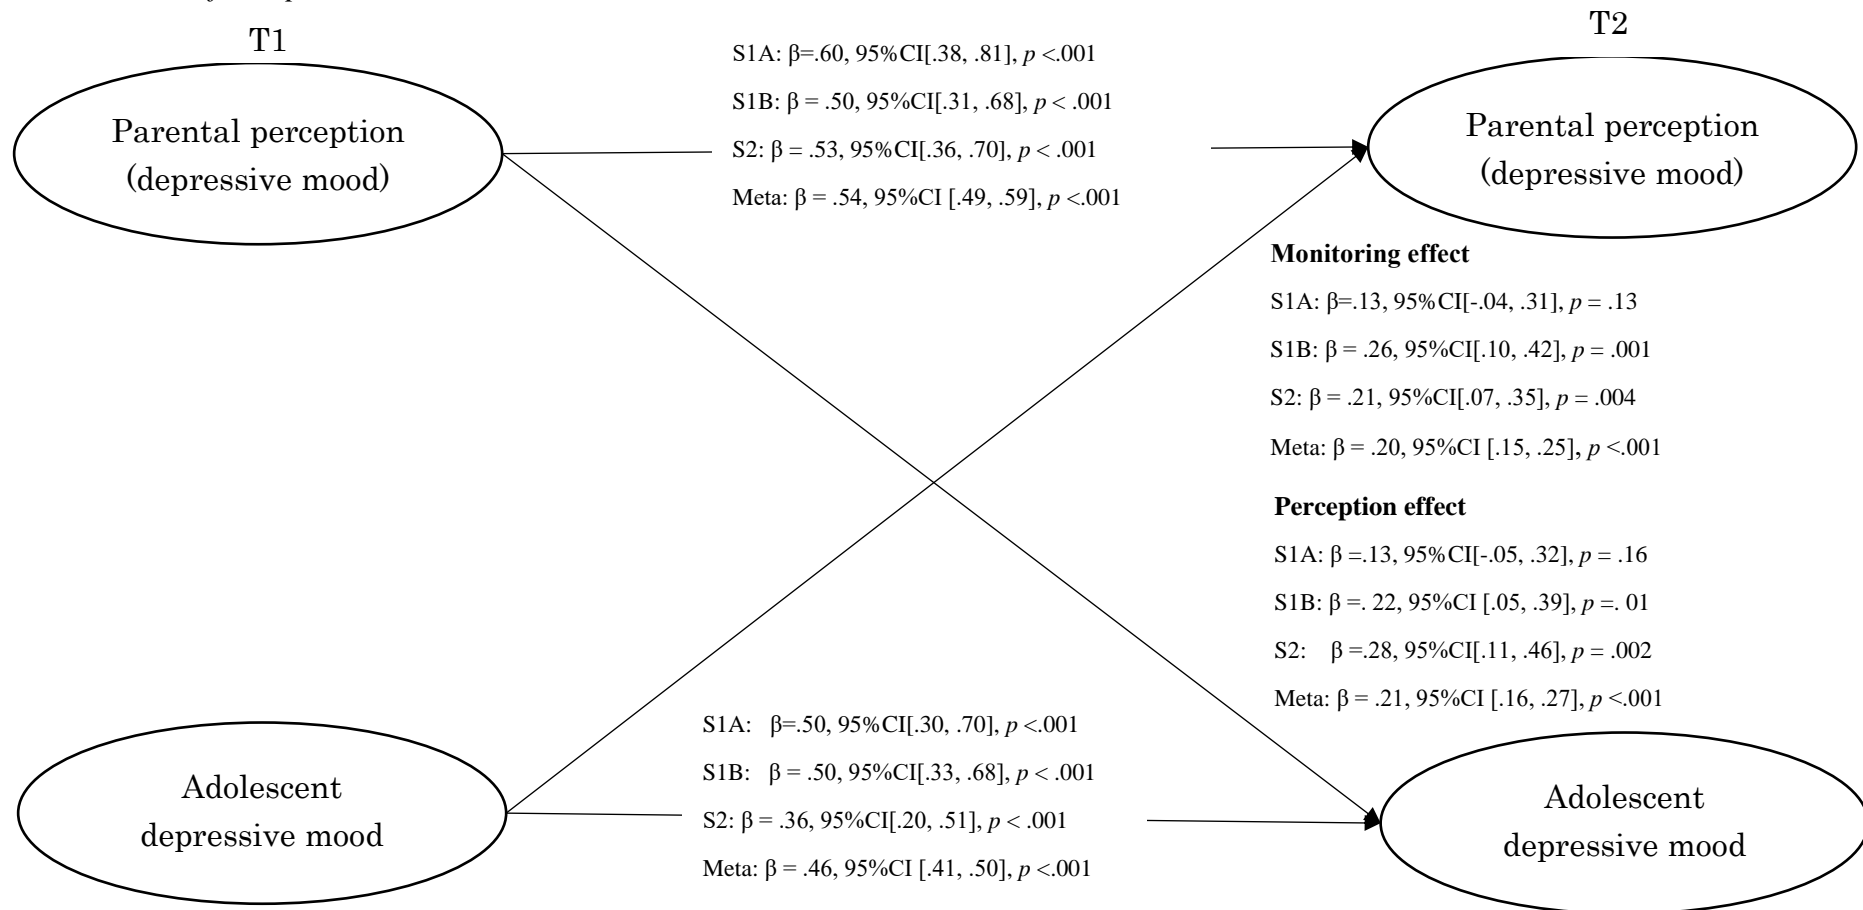 T1
T2
Parental perception
(depressive mood)
S1A: β=.60, 95%CI[.38, .81], p <.001
S1B: β = .50, 95%CI[.31, .68], p < .001
S2: β = .53, 95%CI[.36, .70], p < .001
Meta: β = .54, 95%CI [.49, .59], p <.001
Parental perception
(depressive mood)
Monitoring effect
S1A: β=.13, 95%CI[-.04, .31], p = .13
S1B: β = .26, 95%CI[.10, .42], p = .001
S2: β = .21, 95%CI[.07, .35], p = .004
Meta: β = .20, 95%CI [.15, .25], p <.001
Perception effect
S1A: β =.13, 95%CI[-.05, .32], p = .16
S1B: β =. 22, 95%CI [.05, .39], p =. 01
S2: β =.28, 95%CI[.11, .46], p = .002
Meta: β = .21, 95%CI [.16, .27], p <.001
Adolescent
depressive mood
S1A: β=.50, 95%CI[.30, .70], p <.001
S1B: β = .50, 95%CI[.33, .68], p < .001
S2: β = .36, 95%CI[.20, .51], p < .001
Meta: β = .46, 95%CI [.41, .50], p <.001
Adolescent
depressive mood